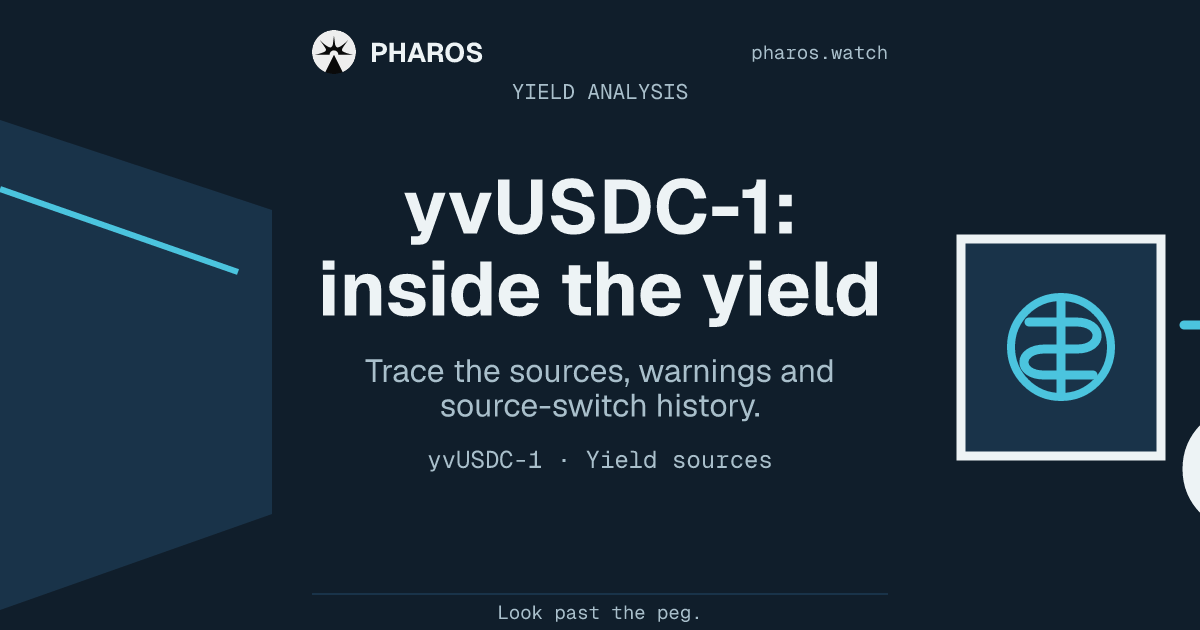 PHAROS
pharos.watch
YIELD ANALYSIS
yvUSDC-1:
inside the yield
Trace the sources, warnings and
source-switch history.
yvUSDC-1 · Yield sources
Look past the peg.